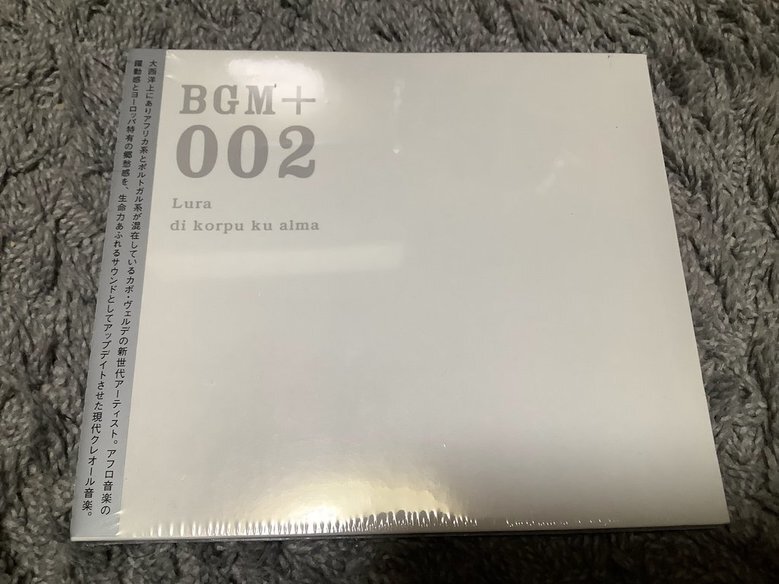 BGM+
002
Lura
di korpu ku alma
大西洋上にありアフリカ系とポルトガル系が混在しているカボ・ヴェルデの新世代アーティスト。アフロ音楽の
躍動感とヨーロッパ特有の郷愁感を、生命力あふれるサウンドとしてアップデイトさせた現代クレオール音楽。